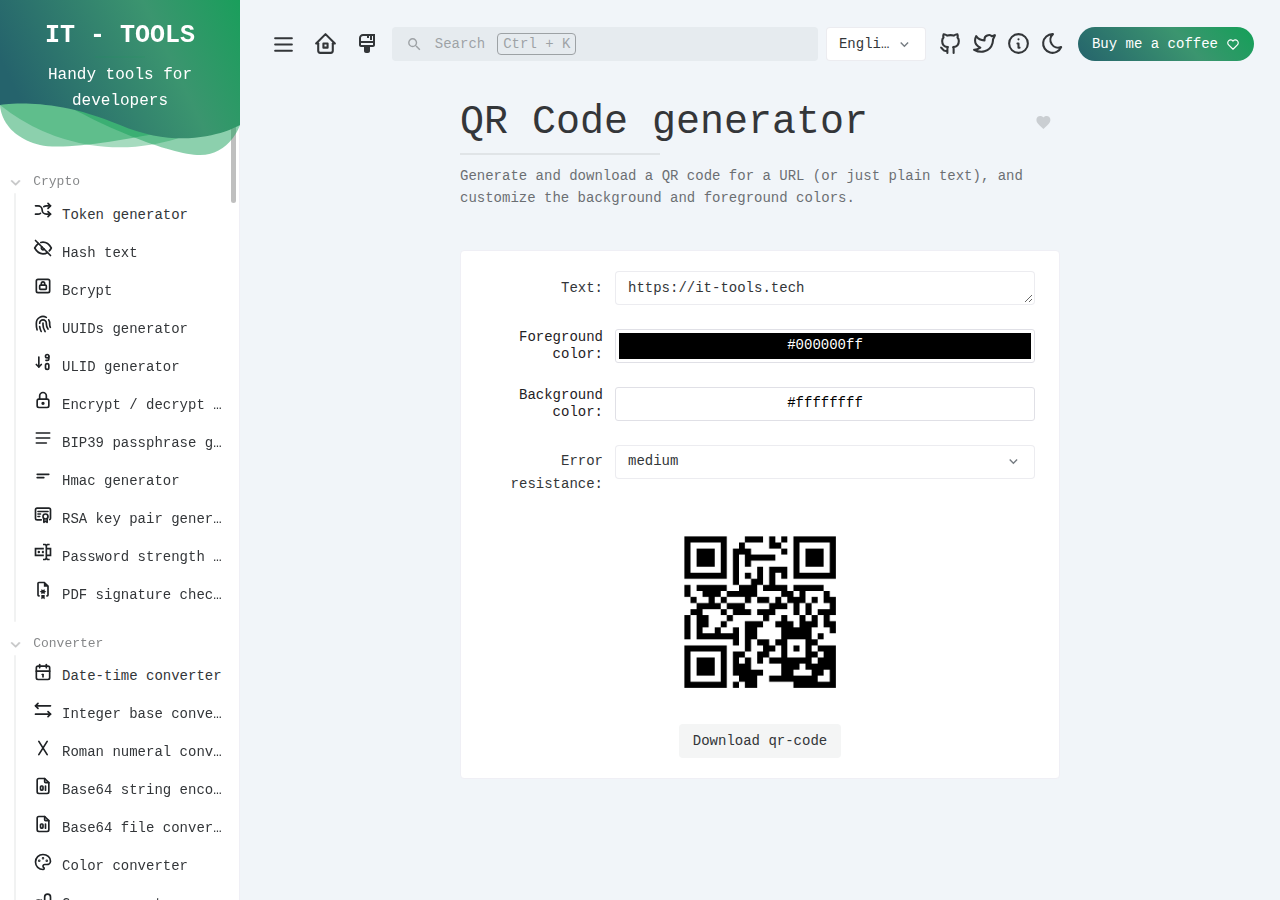 IT - TOOLS
Handy tools for
developers
Crypto
Token generator
Hash text
Bcrypt
UUIDs generator
ULID generator
Encrypt / decrypt …
BIP39 passphrase g…
Hmac generator
RSA key pair gener…
Password strength …
PDF signature chec…
Converter
Date-time converter
Integer base conve…
Roman numeral conv…
Base64 string enco…
Base64 file conver…
Color converter
Search Ctrl + K
Engli…
Buy me a coffee
QR Code generator
Generate and download a QR code for a URL (or just plain text), and
customize the background and foreground colors.
Text: https://it-tools.tech
Foreground
color:
#000000ff
Background
color:
#ffffffff
Error
resistance:
medium
Download qr-code